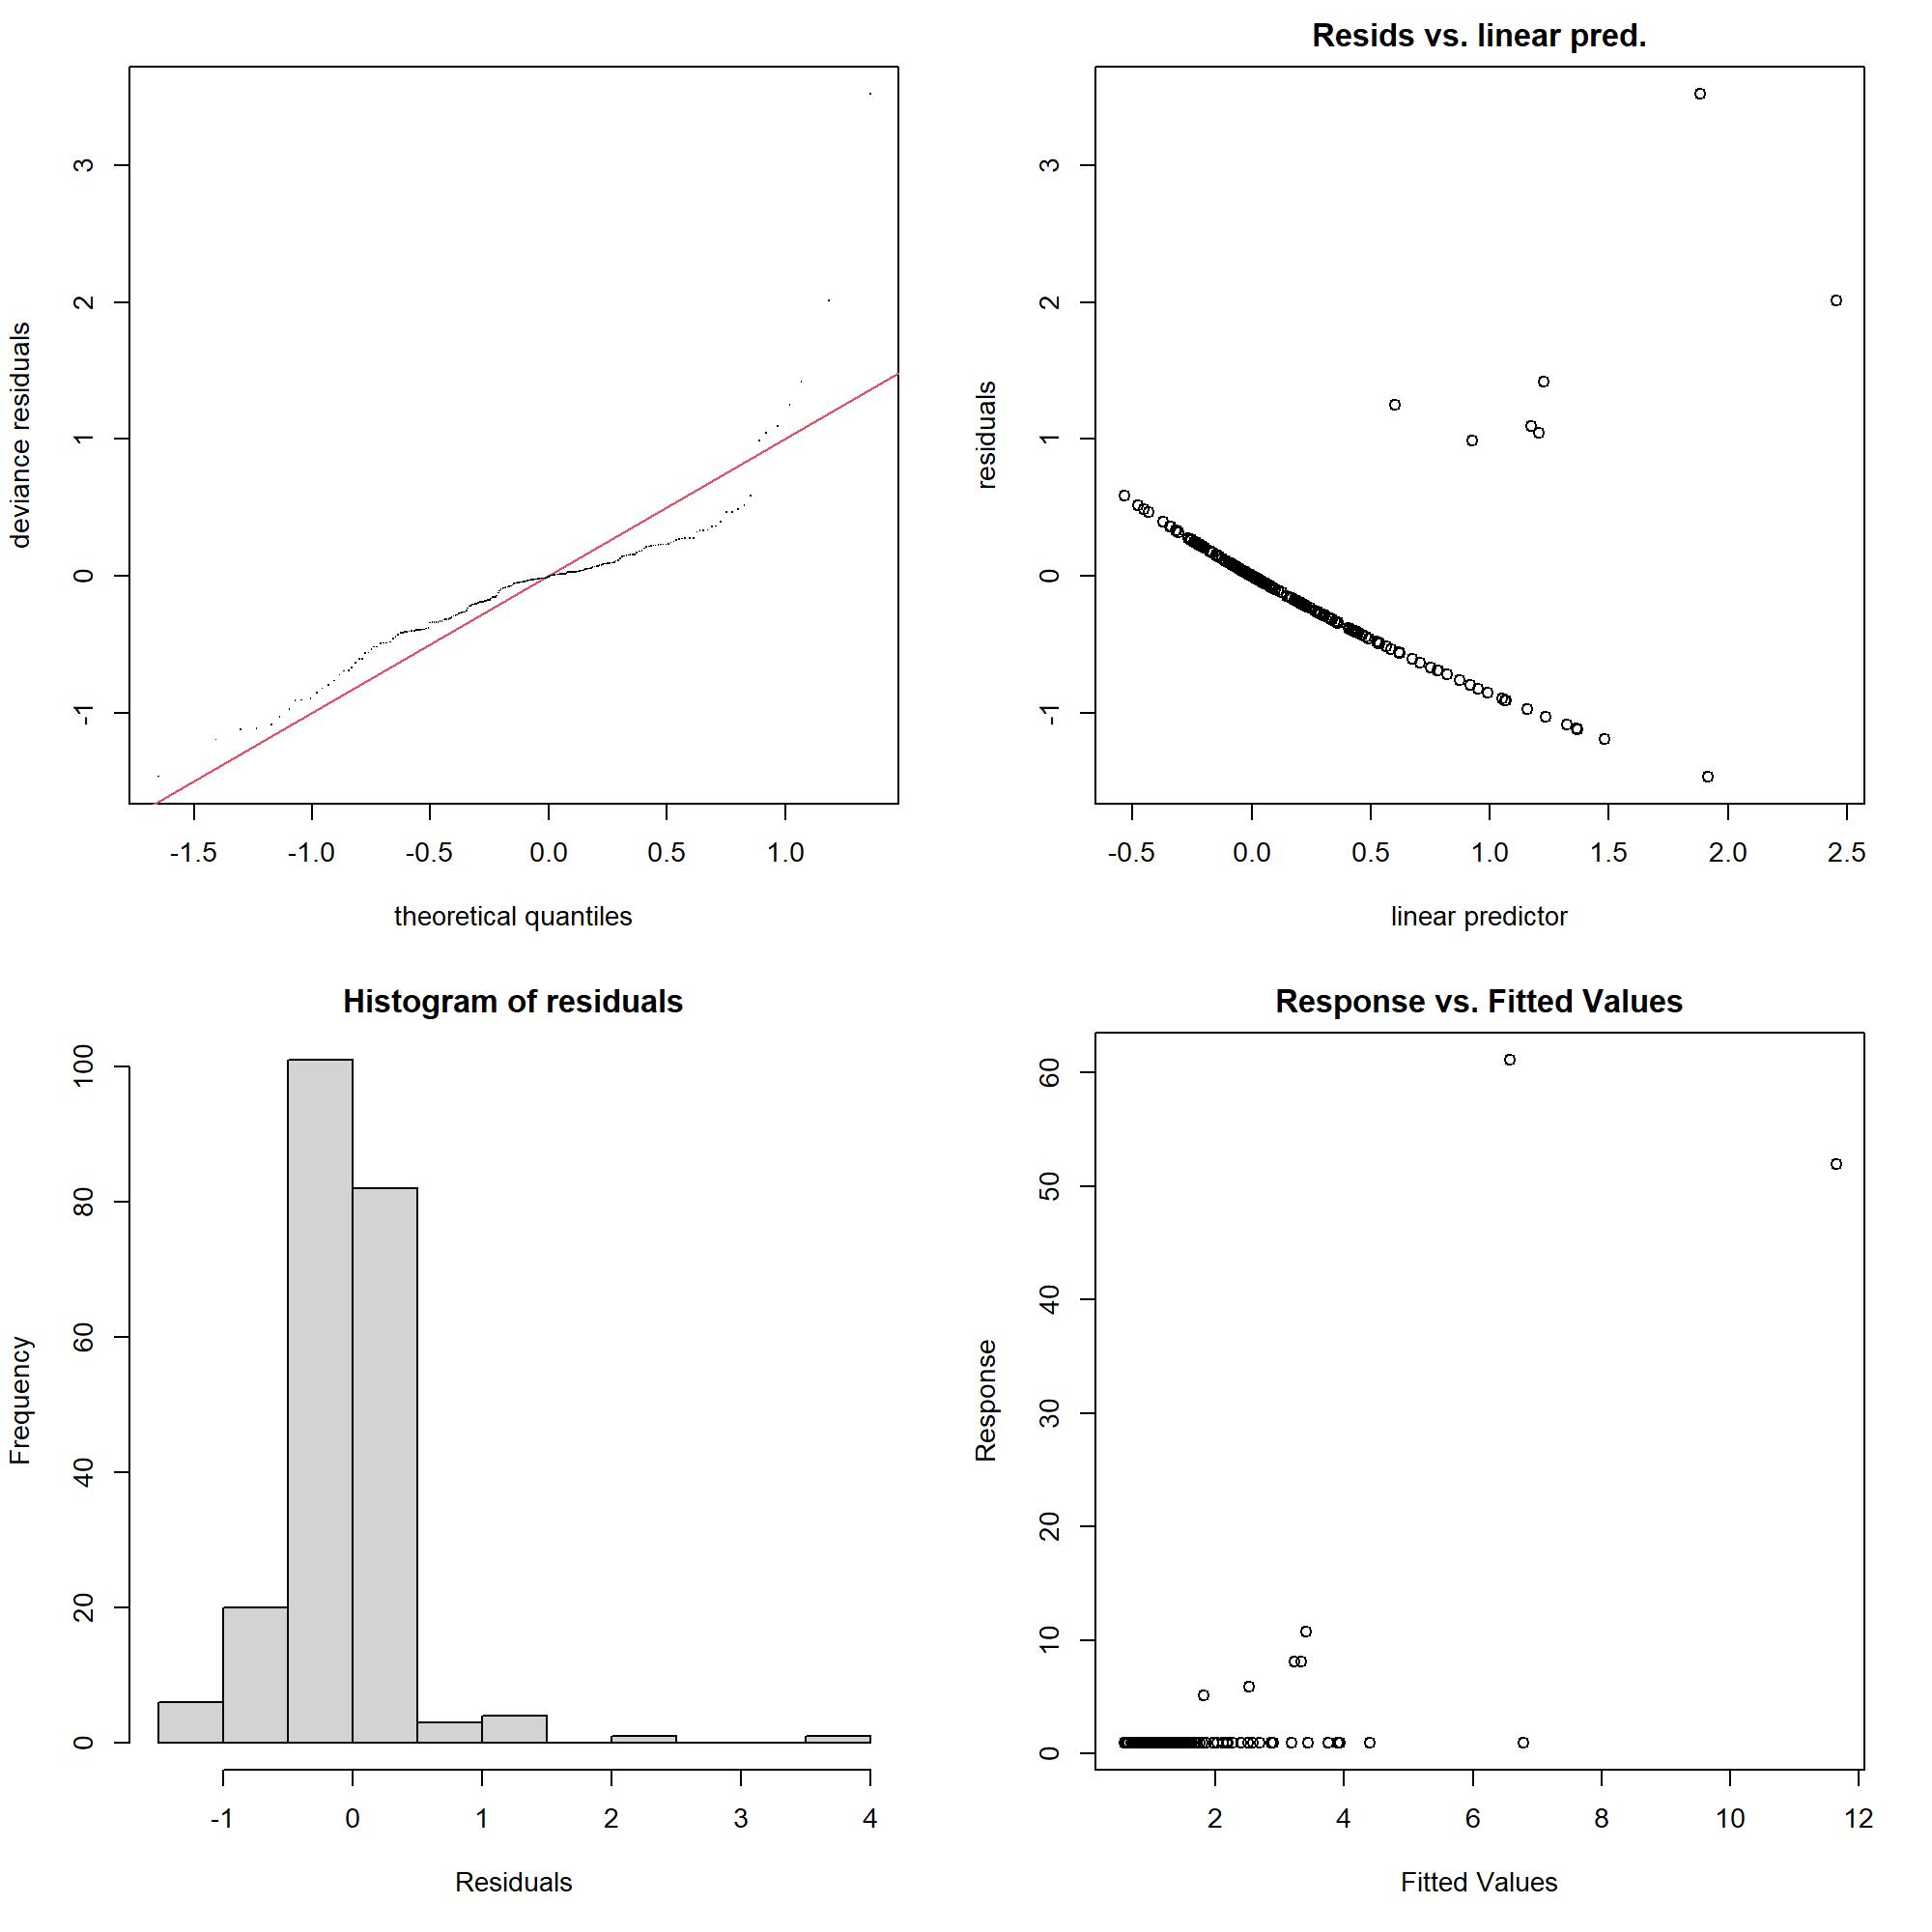 deviance residuals
3
2
1
0
-1
-1.5 -1.0 -0.5 0.0 0.5 1.0
theoretical quantiles
Resids vs. linear pred.
residuals
3
2
1
0
-1
-0.5 0.0 0.5 1.0 1.5 2.0 2.5
linear predictor
Histogram of residuals
Frequency
100
80
60
40
20
0
-1 0 1 2 3 4
Residuals
Response vs. Fitted Values
Response
60
50
40
30
20
10
0
2 4 6 8 10 12
Fitted Values